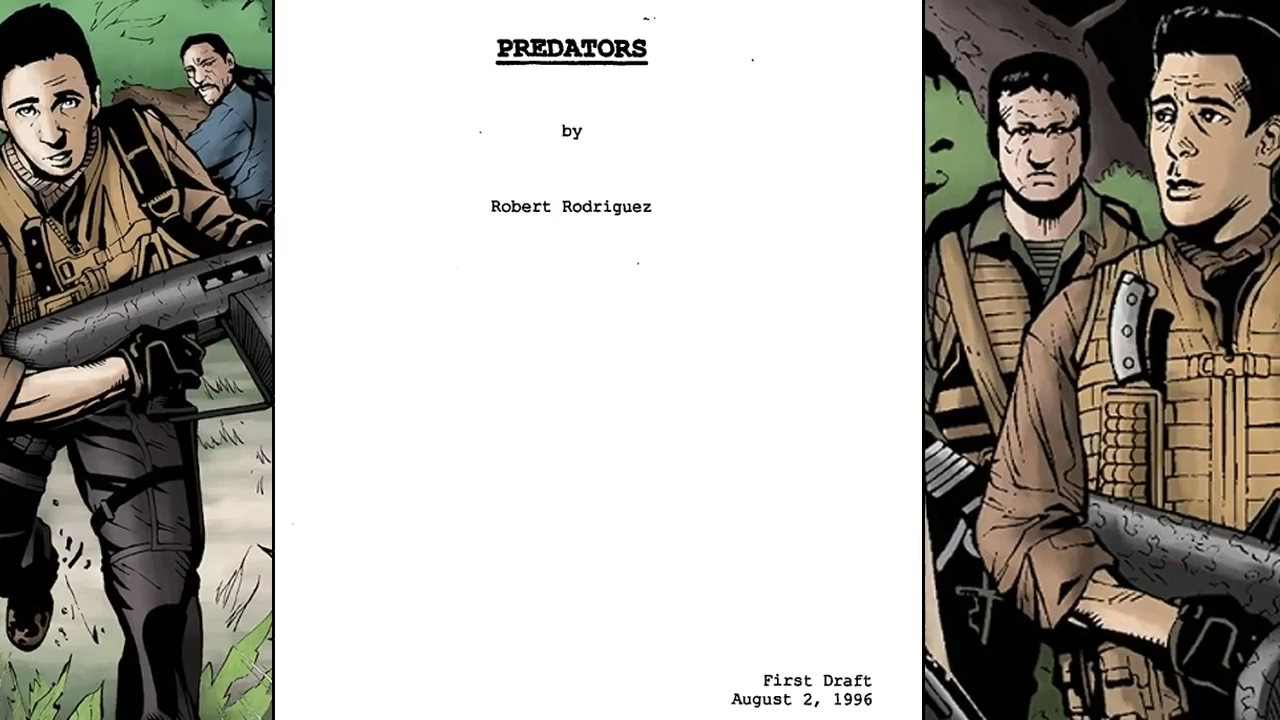 PREDATORS
by
Robert Rodriguez
First Draft
August 2, 1996